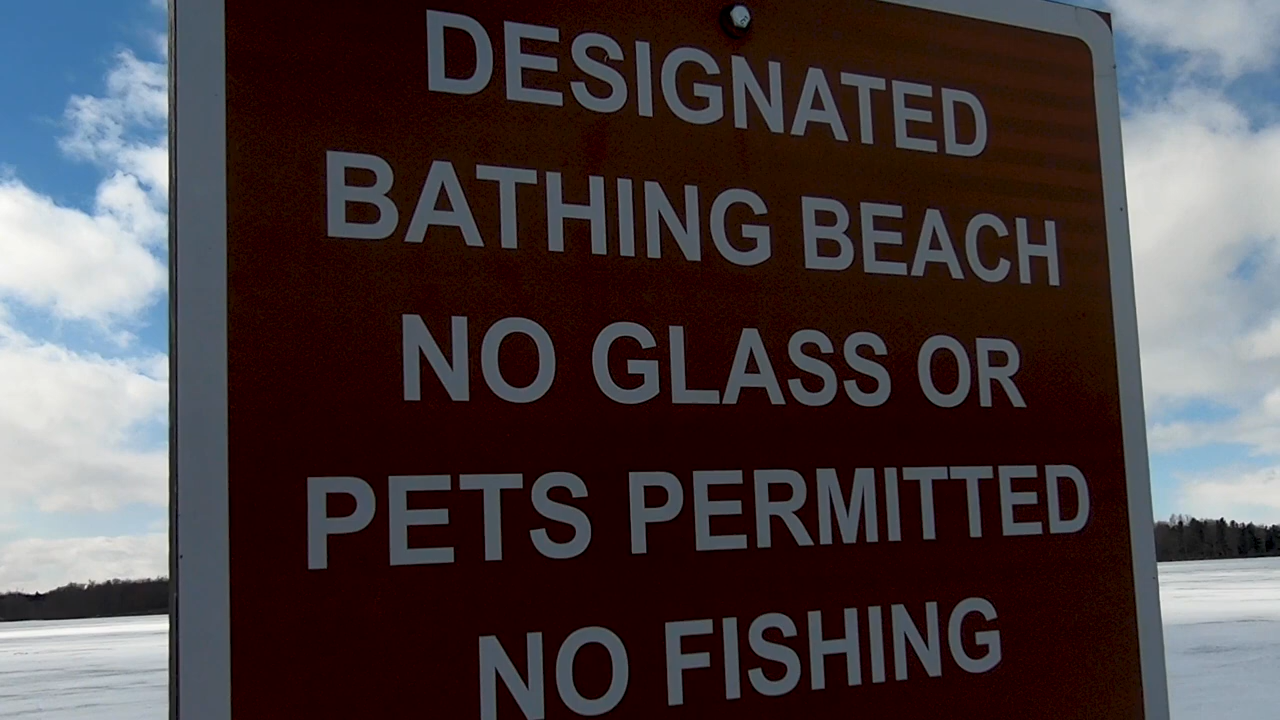 DESIGNATED
BATHING BEACH
NO GLASS OR
PETS PERMITTED
NO FISHING